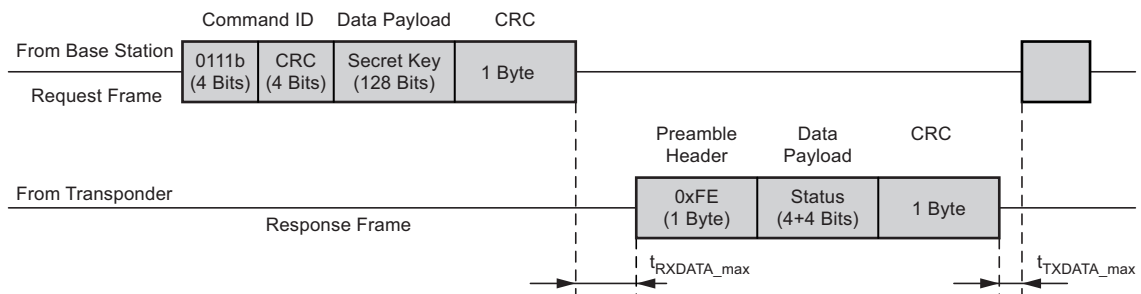 Command ID Data Payload CRC
From Base Station
0111b CRC Secret Key 1 Byte
(4 Bits) (4 Bits) (128 Bits)
Request Frame
Preamble Data CRC
Header Payload
From Transponder
0xFE Status 1 Byte
(1 Byte) (4+4 Bits)
Response Frame
tRXDATA_max tTXDATA_max